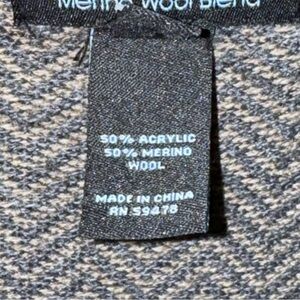 Merino Wool Blend
50% ACRYLIC
50% MERINO
WOOL
MADE IN CHINA
RN 59478